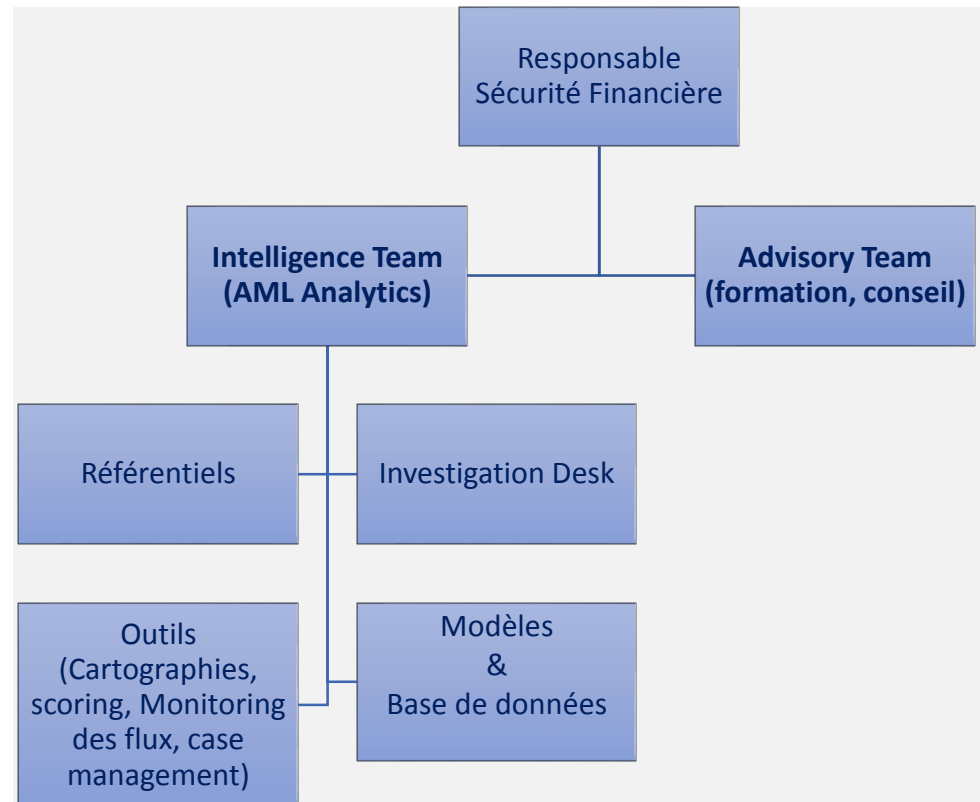 Responsable
Sécurité Financière
Intelligence Team
(AML Analytics)
Advisory Team
(formation, conseil)
Référentiels
Investigation Desk
Outils
(Cartographies,
scoring, Monitoring
des flux, case
management)
Modèles
&
Base de données